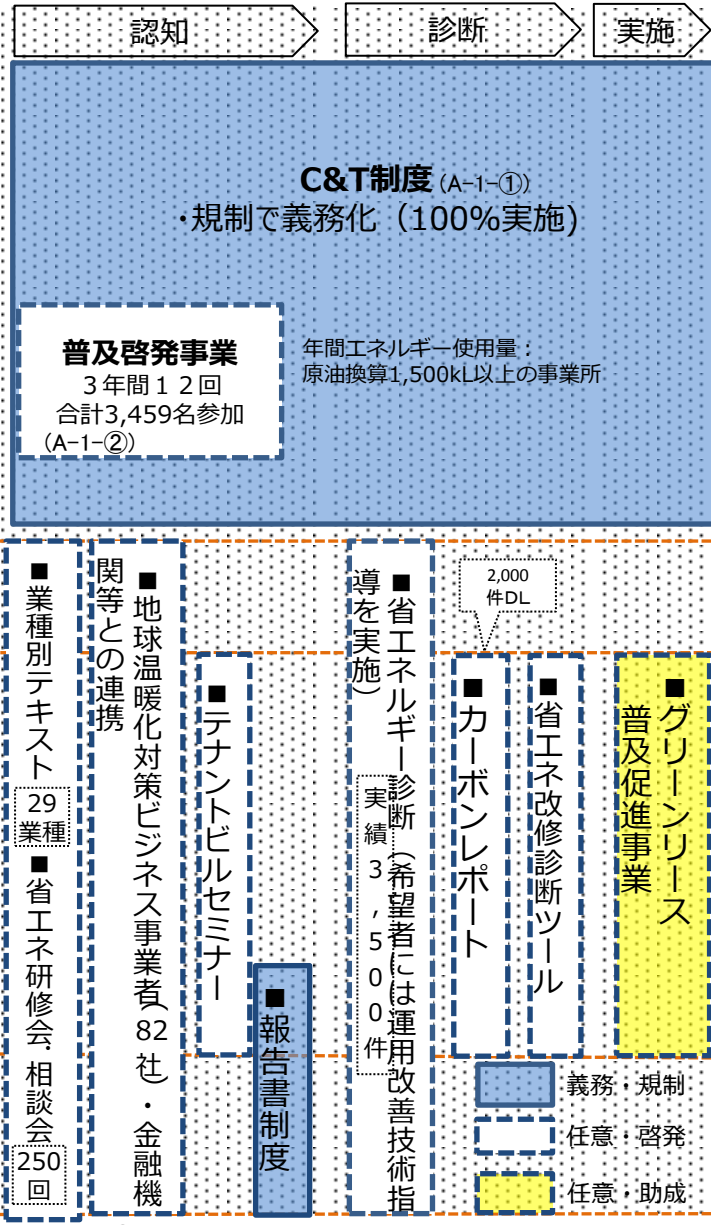 認知
診断
実施
C&T制度(A-1-①)
・規制で義務化（100％実施)
普及啓発事業
３年間１２回
合計3,459名参加
(A-1-②)
年間エネルギー使用量：
原油換算1,500kL以上の事業所
■業種別テキスト
29
業種
■省エネ研修会・相談会
250
回
■地球温暖化対策ビジネス事業者（82社）・金融機
関等との連携
■テナントビルセミナー
■報告書制度
■省エネルギー診断（希望者には運用改善技術指
導を実施）
実績３,５００件
2,000
件DL
■カーボンレポート
■省エネ改修診断ツール
■グリーンリース
普及促進事業
義務・規制
任意・啓発
任意・助成